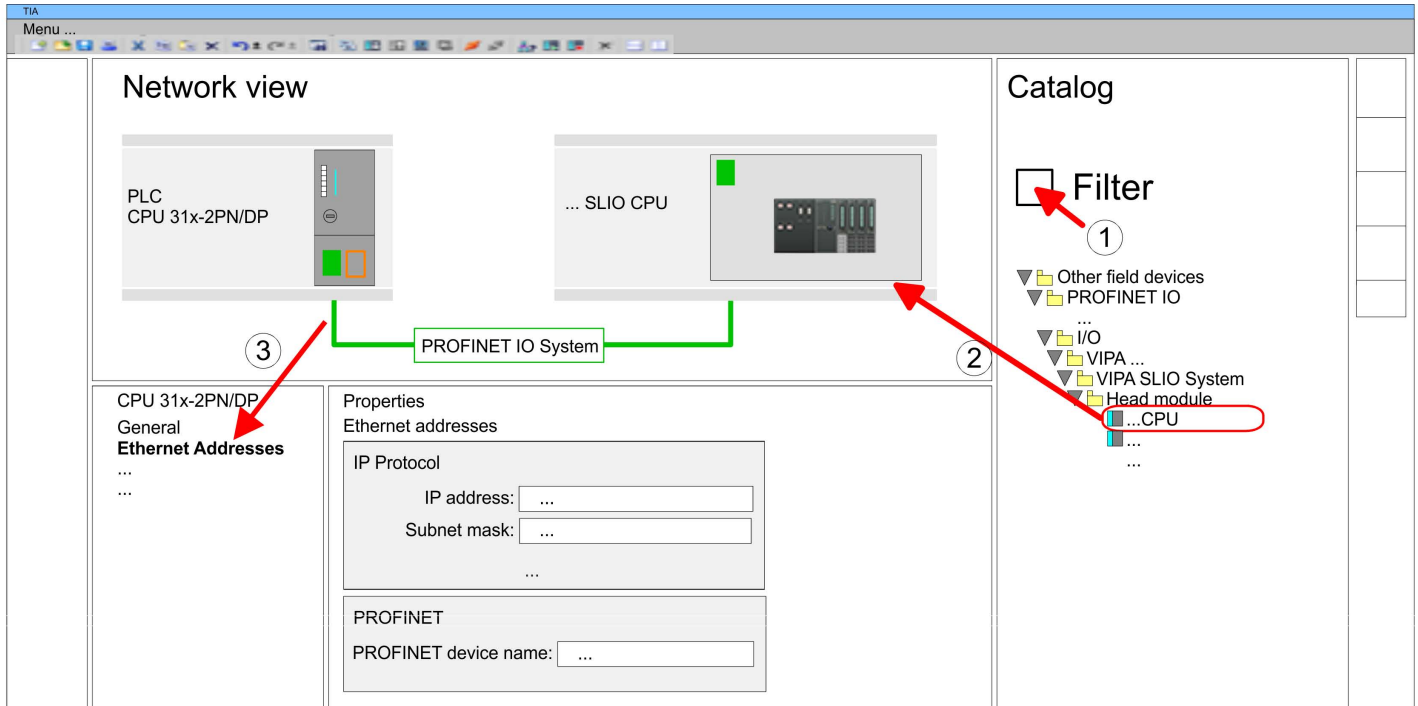 TIA
Menu ...
Network view
PLC
CPU 31x-2PN/DP
... SLIO CPU
PROFINET IO System
3
2
Catalog
Filter
1
Other field devices
PROFINET IO
...
I/O
VIPA ...
VIPA SLIO System
Head module
...CPU
...
...
CPU 31x-2PN/DP
General
Ethernet Addresses
...
...
Properties
Ethernet addresses
IP Protocol
IP address: ...
Subnet mask: ...
...
PROFINET
PROFINET device name: ...